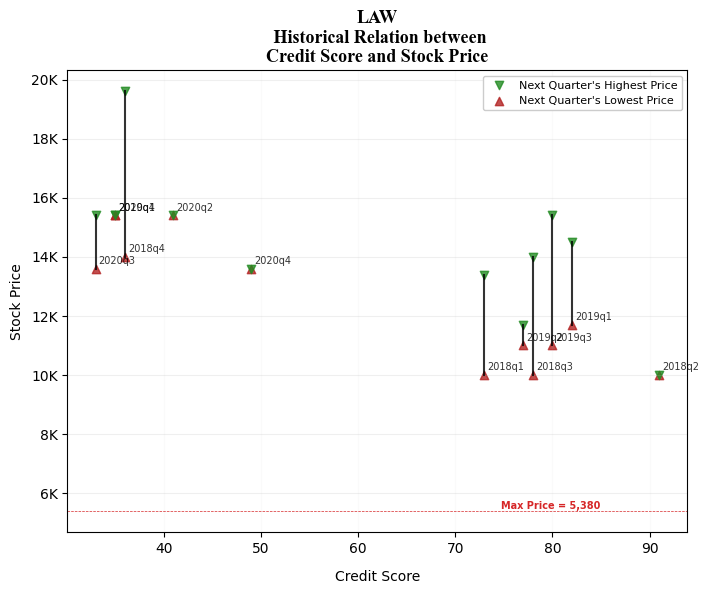 LAW
Historical Relation between
Credit Score and Stock Price
Next Quarter's Highest Price
Next Quarter's Lowest Price
20K
18K
16K
14K
12K
10K
8K
6K
Stock Price
2020q2
2018q4
2020q3
2020q4
2019q1
2019q2
2019q3
2018q1
2018q3
2018q2
Max Price = 5,380
40
50
60
70
80
90
Credit Score